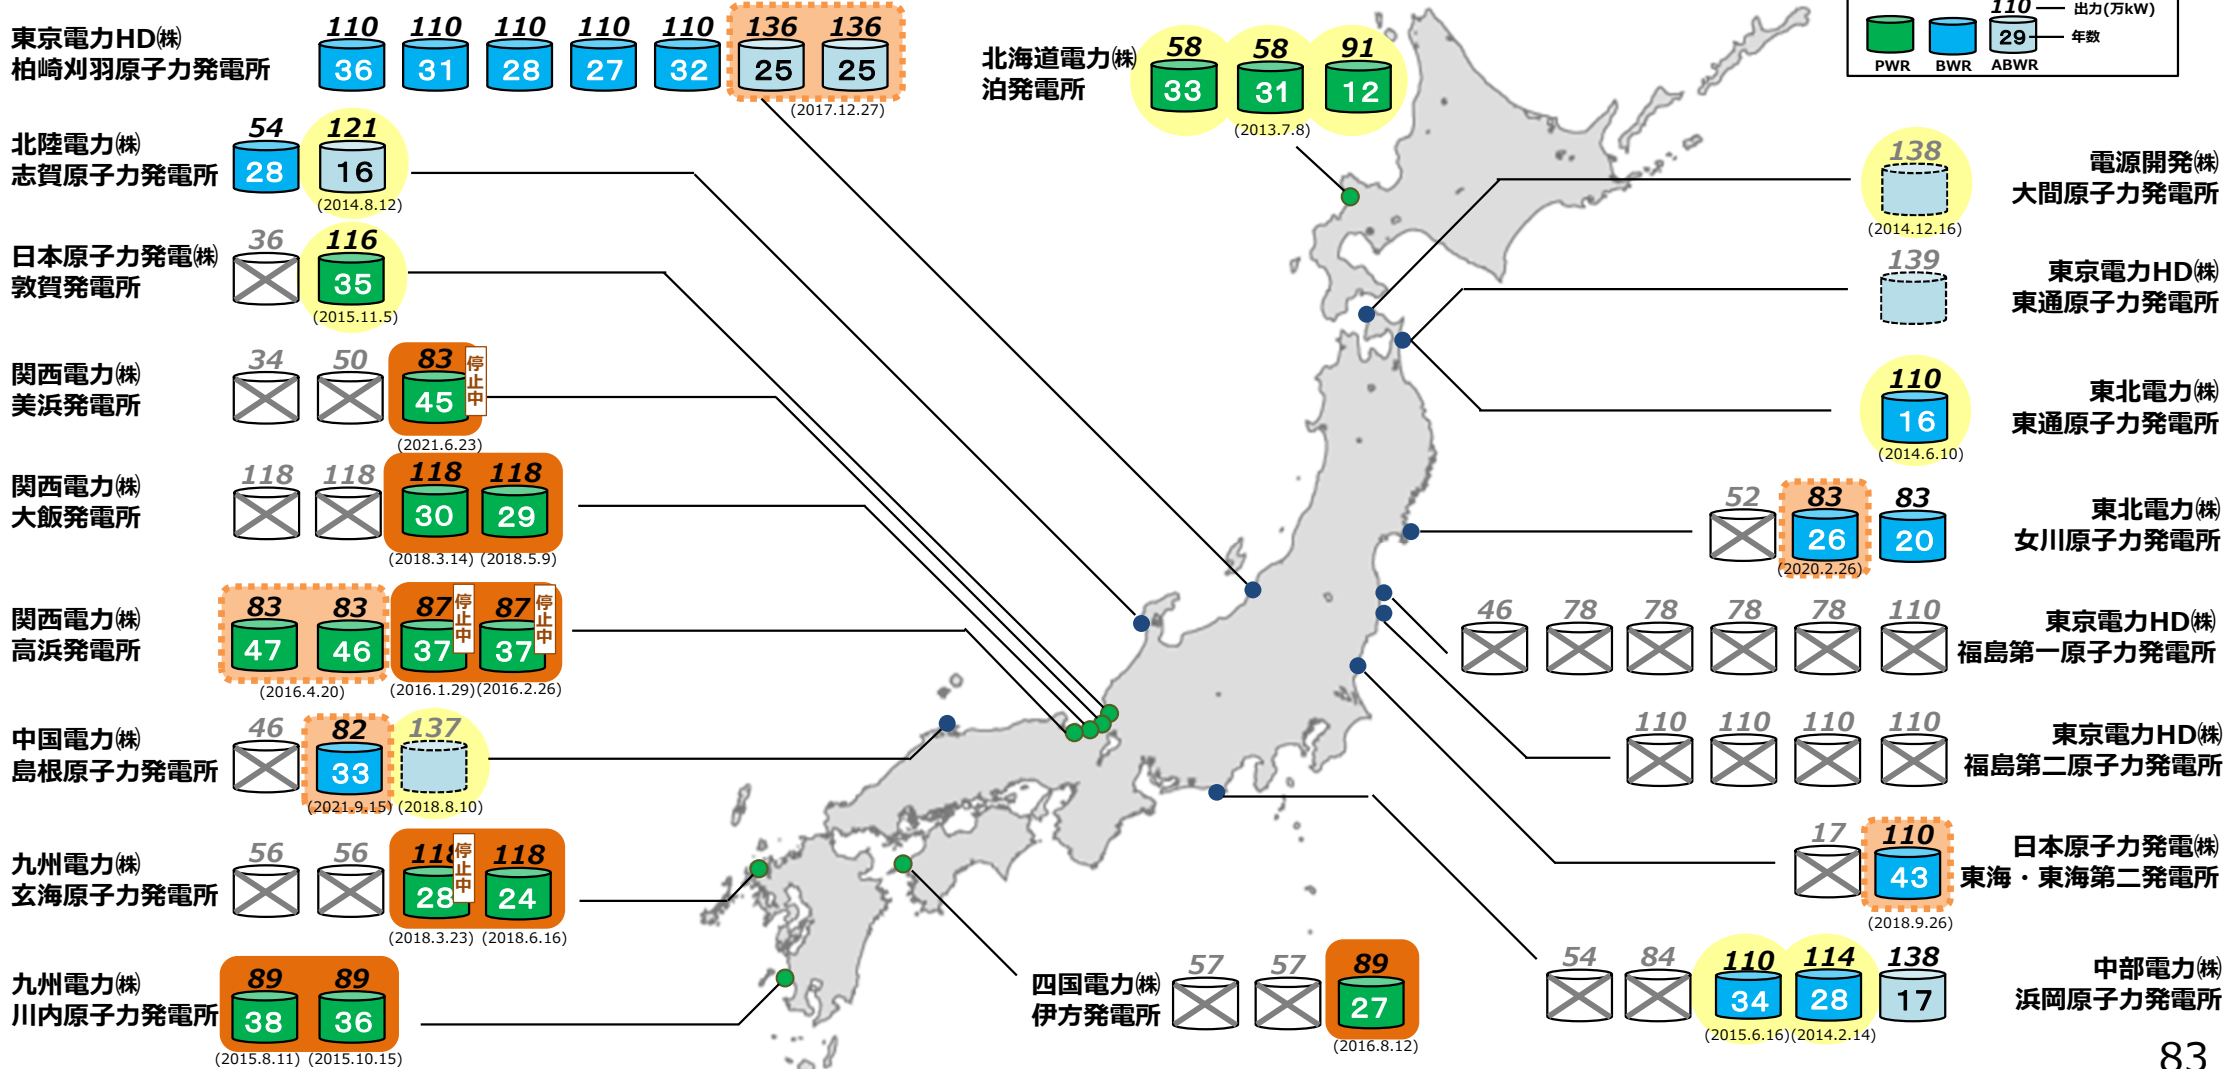 東京電力HD㈱
柏崎刈羽原子力発電所
110 110 110 110 110 136 136
36 31 28 27 32 25 25
(2017.12.27)
北海道電力㈱
泊発電所
58 58 91
33 31 12
(2013.7.8)
110 出力(万kW)
29 年数
PWR BWR ABWR
北陸電力㈱
志賀原子力発電所
54 121
28 16
(2014.8.12)
日本原子力発電㈱
敦賀発電所
36 116
35
(2015.11.5)
関西電力㈱
美浜発電所
34 50 83
45
停止中
(2021.6.23)
関西電力㈱
大飯発電所
118 118 118 118
30 29
(2018.3.14) (2018.5.9)
関西電力㈱
高浜発電所
83 83 87 87
47 46 37 37
停止中
停止中
(2016.4.20) (2016.1.29) (2016.2.26)
中国電力㈱
島根原子力発電所
46 82 137
33
(2021.9.15) (2018.8.10)
九州電力㈱
玄海原子力発電所
56 56 118 118
28 24
停止中
(2018.3.23) (2018.6.16)
九州電力㈱
川内原子力発電所
89 89
38 36
(2015.8.11) (2015.10.15)
四国電力㈱
伊方発電所
57 57 89
27
(2016.8.12)
138
(2014.12.16)
電源開発㈱
大間原子力発電所
139
東京電力HD㈱
東通原子力発電所
110
16
(2014.6.10)
東北電力㈱
東通原子力発電所
52 83 83
26 20
(2020.2.26)
東北電力㈱
女川原子力発電所
46 78 78 78 78 110
東京電力HD㈱
福島第一原子力発電所
110 110 110 110
東京電力HD㈱
福島第二原子力発電所
17 110
43
(2018.9.26)
日本原子力発電㈱
東海・東海第二発電所
54 84 110 114 138
34 28 17
(2015.6.16) (2014.2.14)
中部電力㈱
浜岡原子力発電所
83